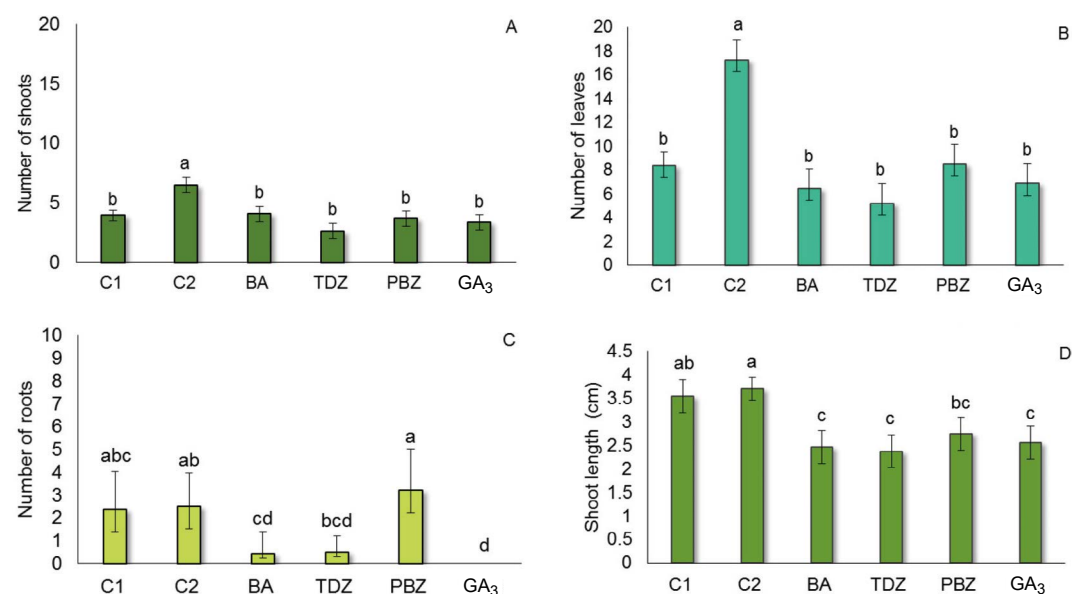 A
Number of shoots
20
15
10
5
0
b
a
b
b
b
b
C1 C2 BA TDZ PBZ GA3
B
Number of leaves
20
18
16
14
12
10
8
6
4
2
0
b
a
b
b
b
b
C1 C2 BA TDZ PBZ GA3
C
Number of roots
10
9
8
7
6
5
4
3
2
1
0
abc
ab
cd
bcd
a
d
C1 C2 BA TDZ PBZ GA3
D
Shoot length (cm)
4.5
4
3.5
3
2.5
2
1.5
1
0.5
0
ab
a
c
c
bc
c
C1 C2 BA TDZ PBZ GA3